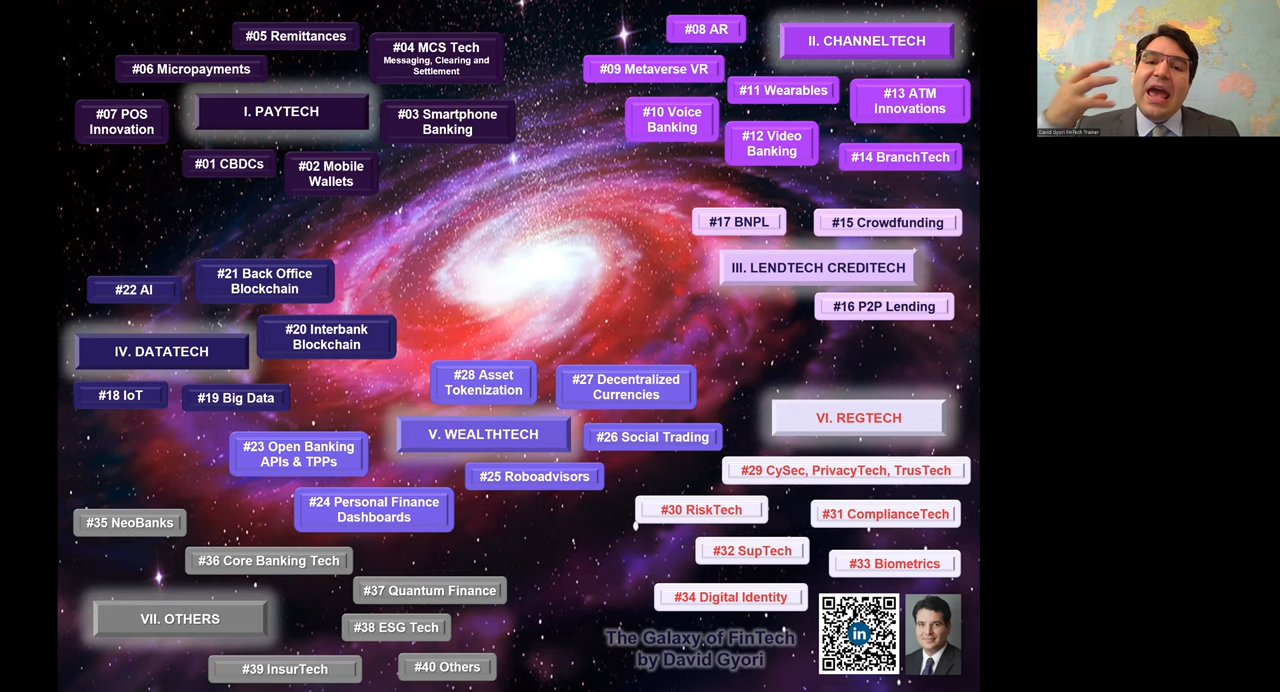 #05 Remittances
#04 MCS Tech
Messaging, Clearing and
Settlement
#06 Micropayments
I. PAYTECH
#07 POS
Innovation
#03 Smartphone
Banking
#01 CBDCs
#02 Mobile
Wallets
#08 AR
II. CHANNELTECH
#09 Metaverse VR
#11 Wearables
#13 ATM
Innovations
#10 Voice
Banking
#12 Video
Banking
#14 BranchTech
#17 BNPL
#15 Crowdfunding
III. LENDTECH CREDITECH
#16 P2P Lending
#21 Back Office
Blockchain
#22 AI
#20 Interbank
Blockchain
IV. DATATECH
#18 IoT
#19 Big Data
#28 Asset
Tokenization
#27 Decentralized
Currencies
V. WEALTHTECH
#26 Social Trading
#23 Open Banking
APIs & TPPs
#25 Roboadvisors
#24 Personal Finance
Dashboards
VI. REGTECH
#29 CySec, PrivacyTech, TrusTech
#30 RiskTech
#31 ComplianceTech
#32 SupTech
#33 Biometrics
#34 Digital Identity
#35 NeoBanks
#36 Core Banking Tech
#37 Quantum Finance
VII. OTHERS
#38 ESG Tech
#39 InsurTech
#40 Others
The Galaxy of FinTech
by David Gyori
in
David Gyori FinTech Trainer